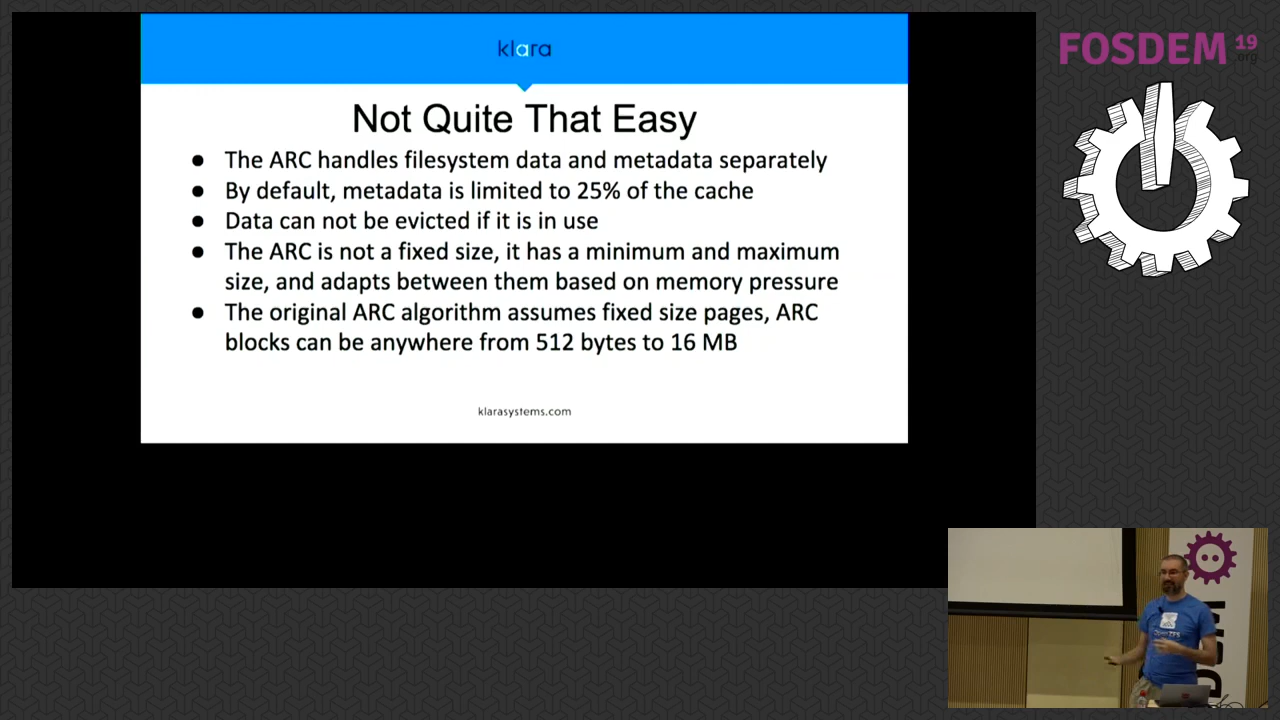 klara
FOSDEM 19
.org
Not Quite That Easy
● The ARC handles filesystem data and metadata separately
● By default, metadata is limited to 25% of the cache
● Data can not be evicted if it is in use
● The ARC is not a fixed size, it has a minimum and maximum
size, and adapts between them based on memory pressure
● The original ARC algorithm assumes fixed size pages, ARC
blocks can be anywhere from 512 bytes to 16 MB
klarasystems.com